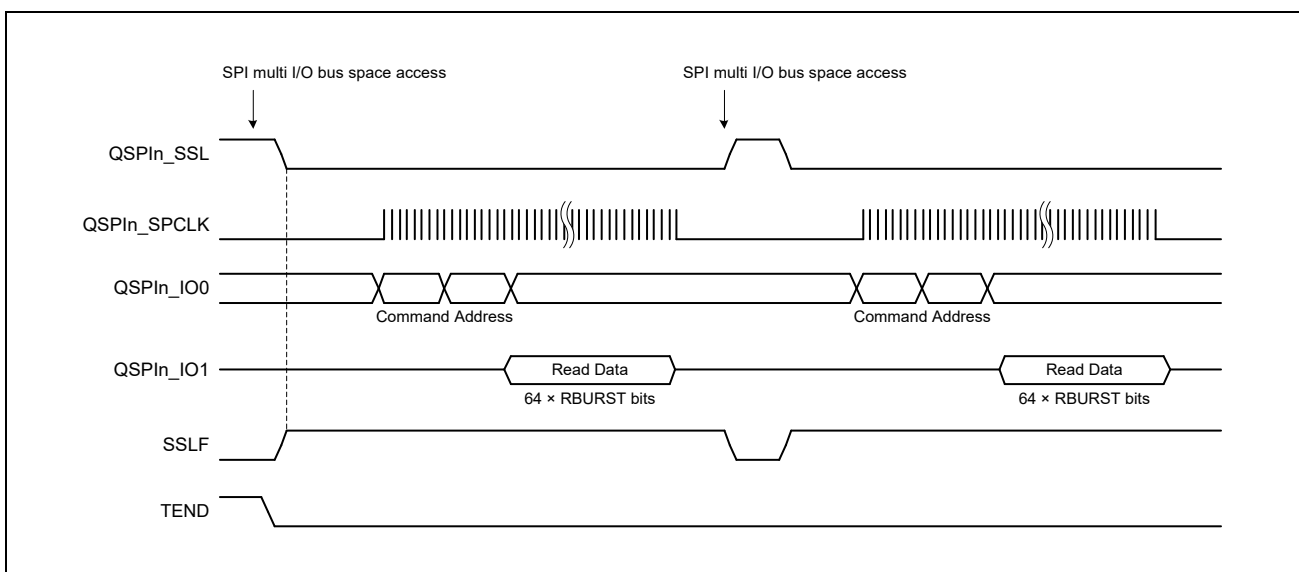 SPI multi I/O bus space access SPI multi I/O bus space access
QSPIn_SSL
QSPIn_SPCLK
QSPIn_IO0
Command Address Command Address
QSPIn_IO1 Read Data Read Data
64 × RBURST bits 64 × RBURST bits
SSLF
TEND